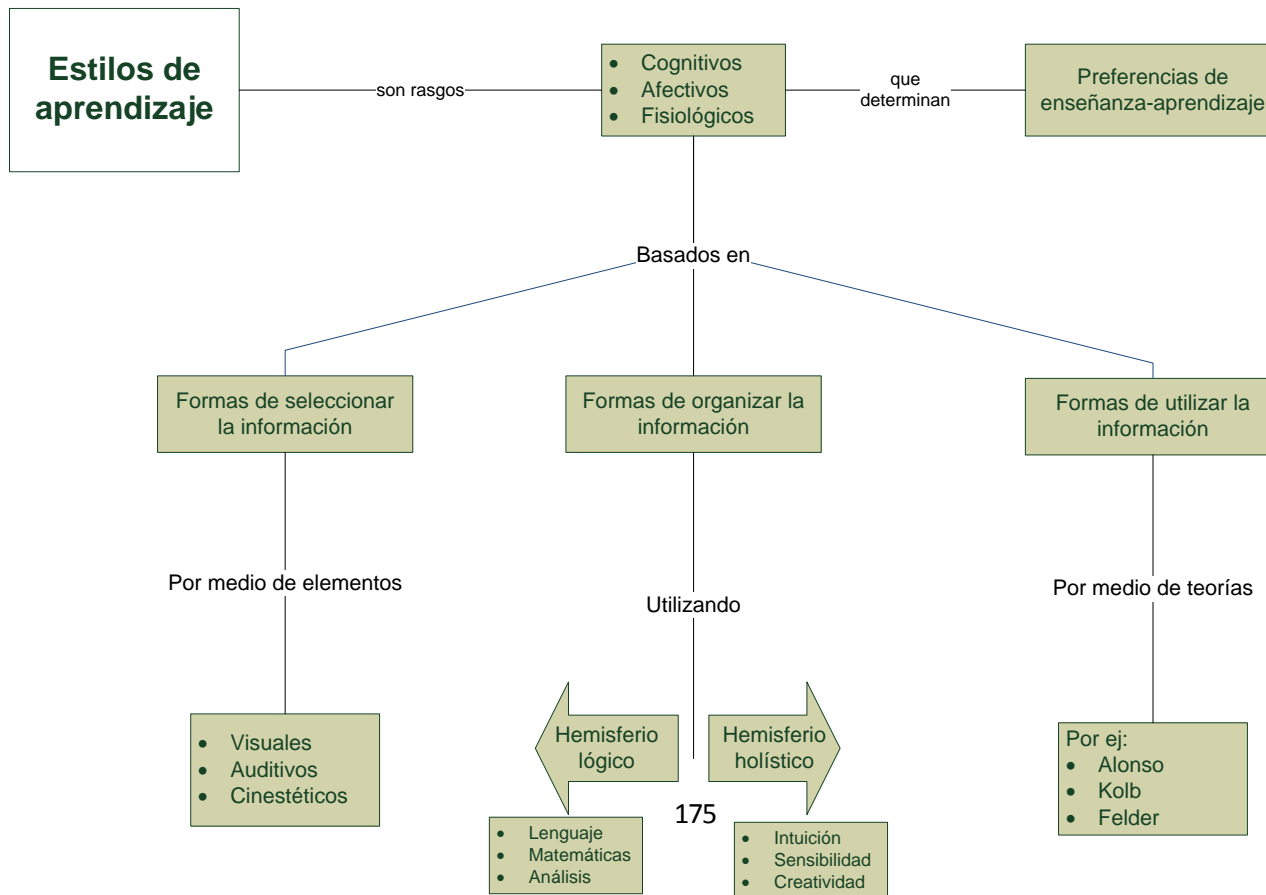 Estilos de
aprendizaje
son rasgos
• Cognitivos
• Afectivos
• Fisiológicos
que
determinan
Preferencias de
enseñanza-aprendizaje
Basados en
Formas de seleccionar
la información
Formas de organizar la
información
Formas de utilizar la
información
Por medio de elementos
Utilizando
Por medio de teorías
• Visuales
• Auditivos
• Cinestéticos
Hemisferio
lógico
Hemisferio
holístico
Por ej:
• Alonso
• Kolb
• Felder
175
• Lenguaje
• Matemáticas
• Análisis
• Intuición
• Sensibilidad
• Creatividad